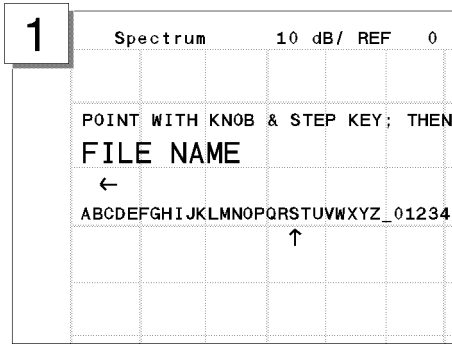 1
Spectrum 10 dB/ REF 0
POINT WITH KNOB & STEP KEY; THEN
FILE NAME
←
ABCDEFGHIJKLMNOPQRSTUVWXYZ_01234
↑